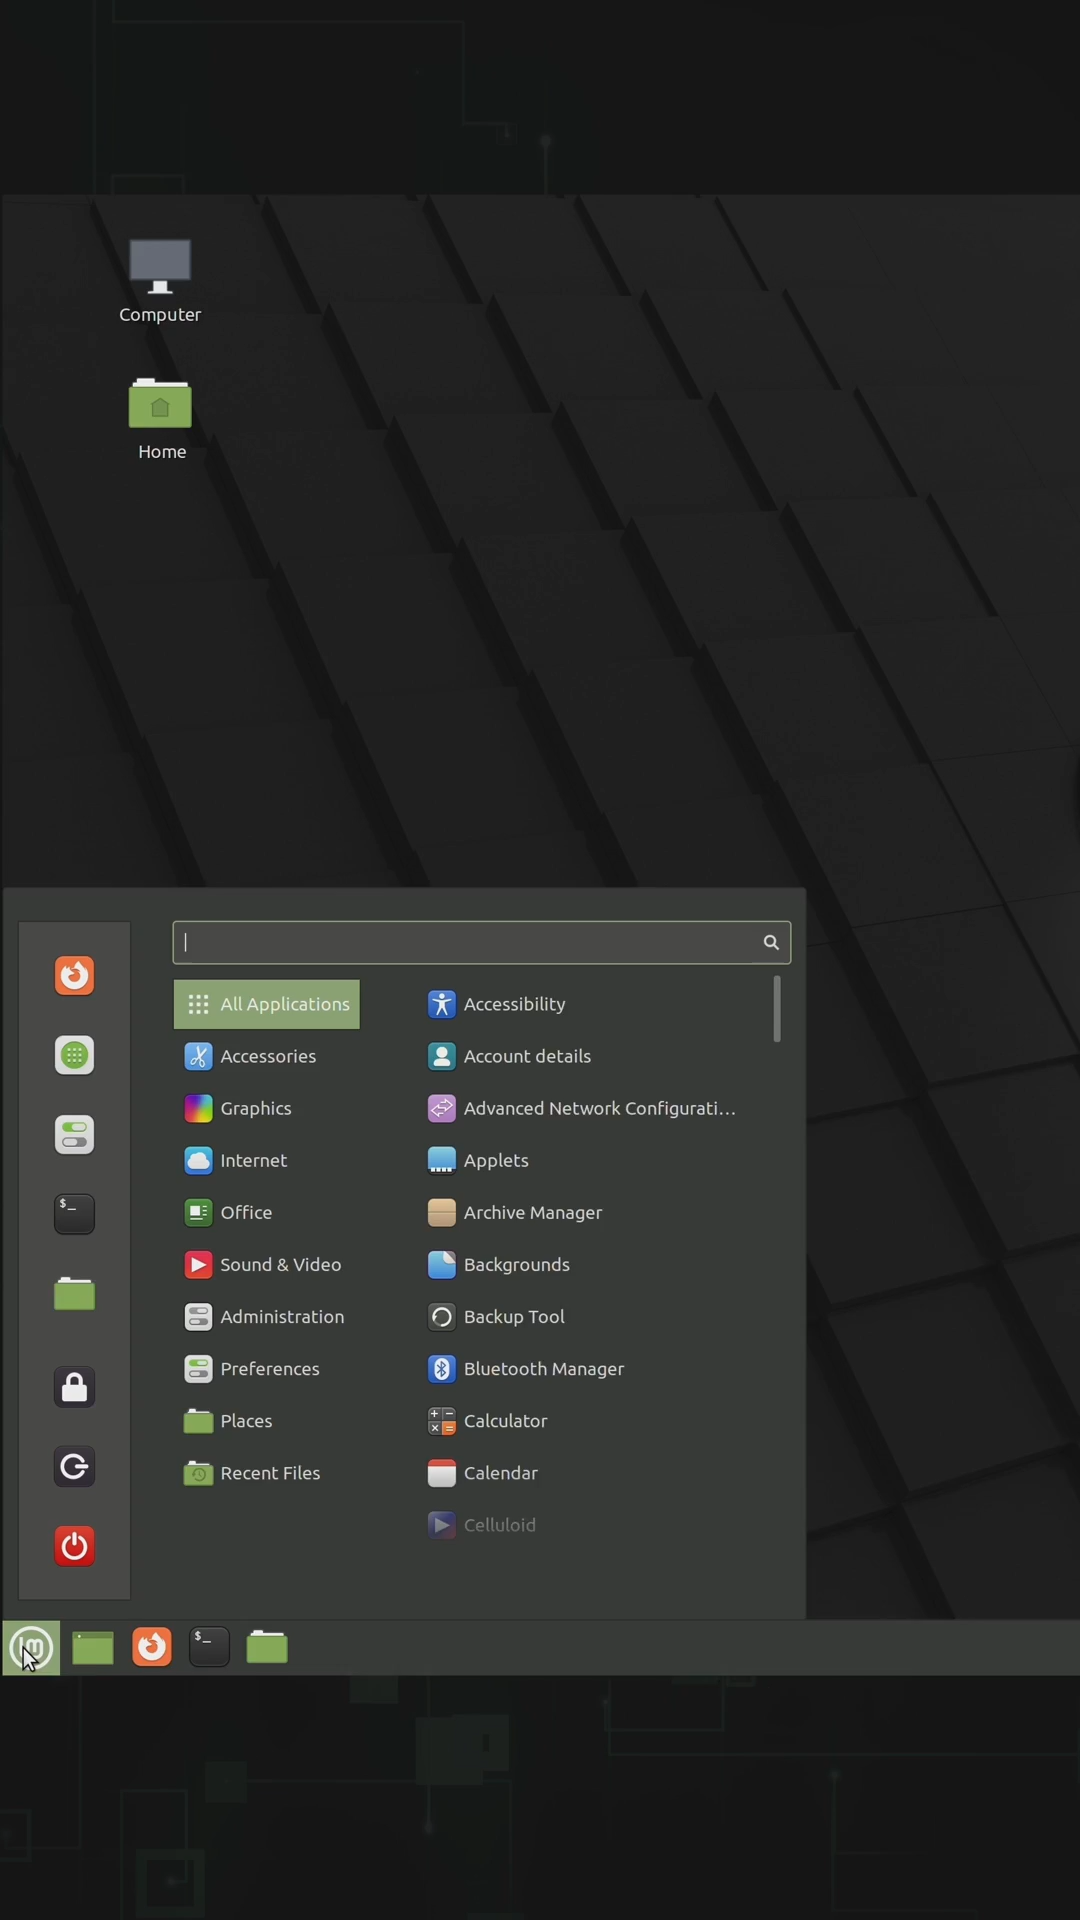 Computer
Home
All Applications
Accessories
Graphics
Internet
Office
Sound & Video
Administration
Preferences
Places
Recent Files
Accessibility
Account details
Advanced Network Configurati...
Applets
Archive Manager
Backgrounds
Backup Tool
Bluetooth Manager
Calculator
Calendar
Celluloid